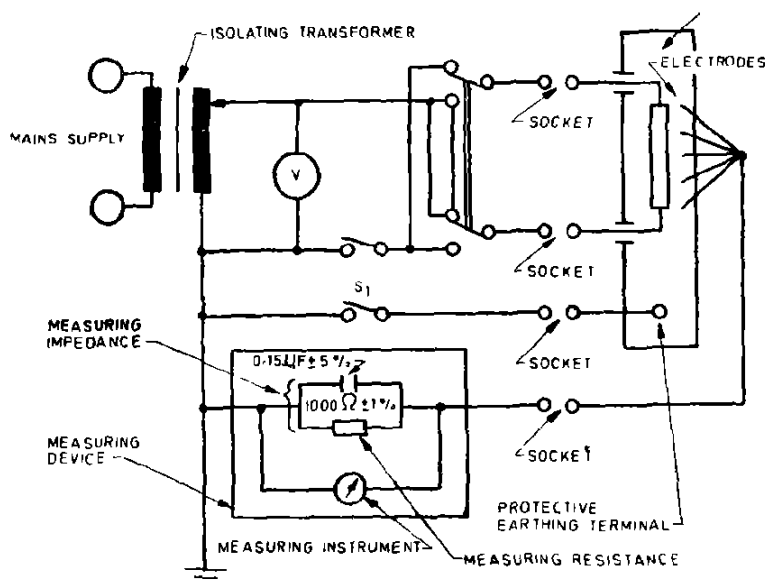 ISOLATING TRANSFORMER
ELECTRODES
SOCKET
MAINS SUPPLY
V
SOCKET
S1
MEASURING
IMPEDANCE
0.15µF±5%
1000Ω±1%
SOCKET
MEASURING
DEVICE
SOCKET
PROTECTIVE
EARTHING TERMINAL
MEASURING INSTRUMENT
MEASURING RESISTANCE